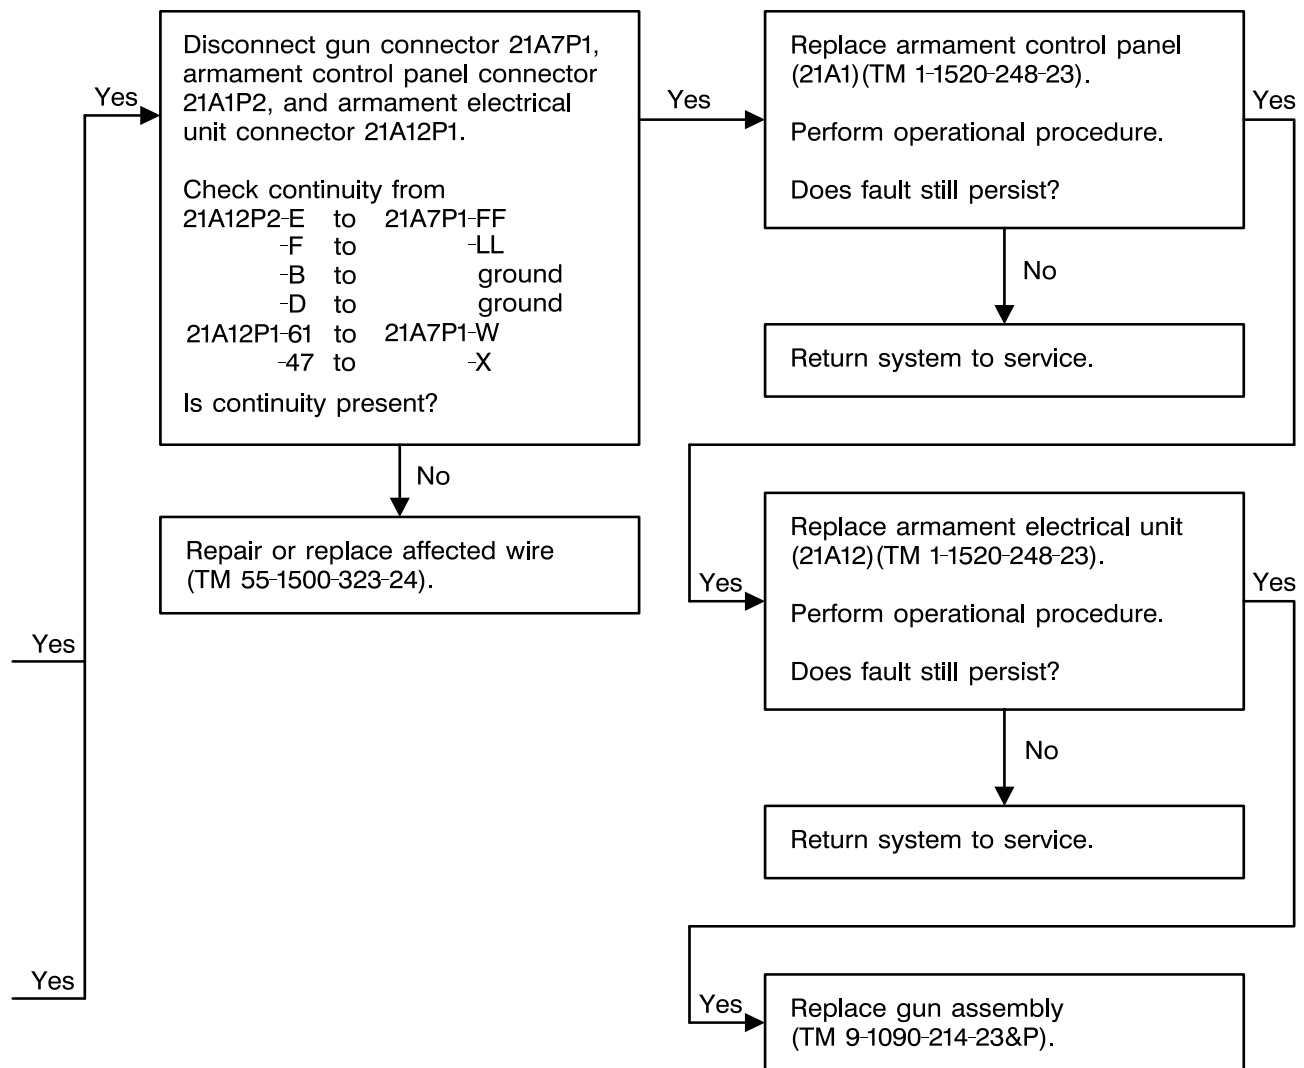 Yes
Disconnect gun connector 21A7P1,
armament control panel connector
21A1P2, and armament electrical
unit connector 21A12P1.
Check continuity from
21A12P2-E to 21A7P1-FF
-F to -LL
-B to ground
-D to ground
21A12P1-61 to 21A7P1-W
-47 to -X
Is continuity present?
No
Repair or replace affected wire
(TM 55-1500-323-24).
Yes
Yes
Yes
Replace armament control panel
(21A1)(TM 1-1520-248-23).
Perform operational procedure.
Does fault still persist?
Yes
No
Return system to service.
Yes
Replace armament electrical unit
(21A12)(TM 1-1520-248-23).
Perform operational procedure.
Does fault still persist?
Yes
No
Return system to service.
Yes
Replace gun assembly
(TM 9-1090-214-23&P).